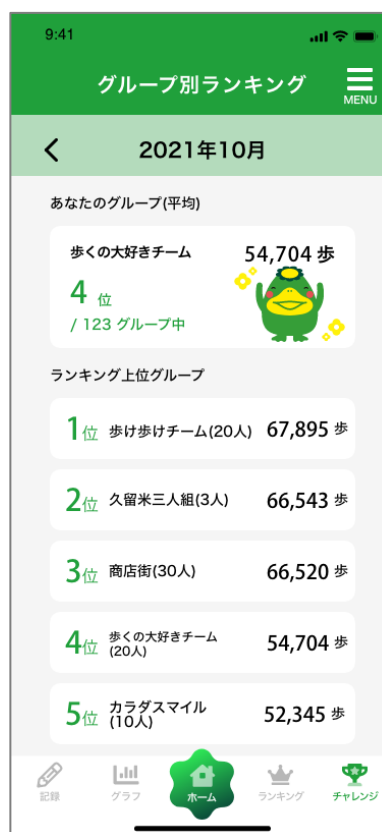 9:41
グループ別ランキング
MENU
2021年10月
あなたのグループ(平均)
歩くの大好きチーム 54,704 歩
4 位
/ 123 グループ中
ランキング上位グループ
1位 歩け歩けチーム(20人) 67,895 歩
2位 久留米三人組(3人) 66,543 歩
3位 商店街(30人) 66,520 歩
4位 歩くの大好きチーム
(20人) 54,704 歩
5位 カラダスマイル
(10人) 52,345 歩
記録 グラフ ホーム ランキング チャレンジ